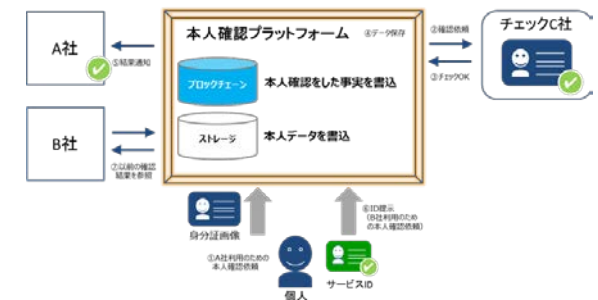 本人確認プラットフォーム
④データ保存
②確認依頼
チェックC社
A社
⑤結果通知
③チェックOK
ブロックチェーン
本人確認をした事実を書込
B社
ストレージ
本人データを書込
⑦以前の確認
結果を参照
身分証画像
⑥ID提示
(B社利用のため
の本人確認依頼)
①A社利用のための
本人確認依頼
個人
サービスID